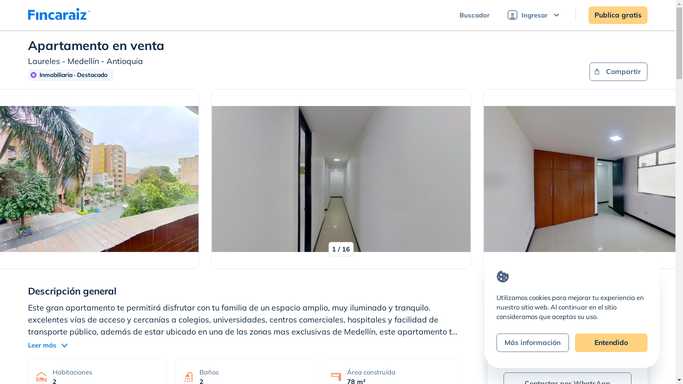 Fincaraiz
Buscador
Ingresar
Publica gratis
Apartamento en venta
Laureles - Medellín - Antioquia
Inmobiliaria · Destacado
Compartir
1 / 16
Descripción general
Este gran apartamento te permitirá disfrutar con tu familia de un espacio amplio, muy iluminada y tranquilo.
excelentes vías de acceso y cercanías a colegios, universidades, centros comerciales, hospitales y facilidad de
transporte público, además de estar ubicado en una de las zonas mas exclusivas de Medellín, este apartamento t...
Leer más
Habitaciones
2
Baños
2
Área construida
78 m²
Utilizamos cookies para mejorar tu experiencia en
nuestro sitio web. Al continuar en el sitio
consideramos que aceptas su uso.
Más información
Entendido
Contactar por WhatsApp